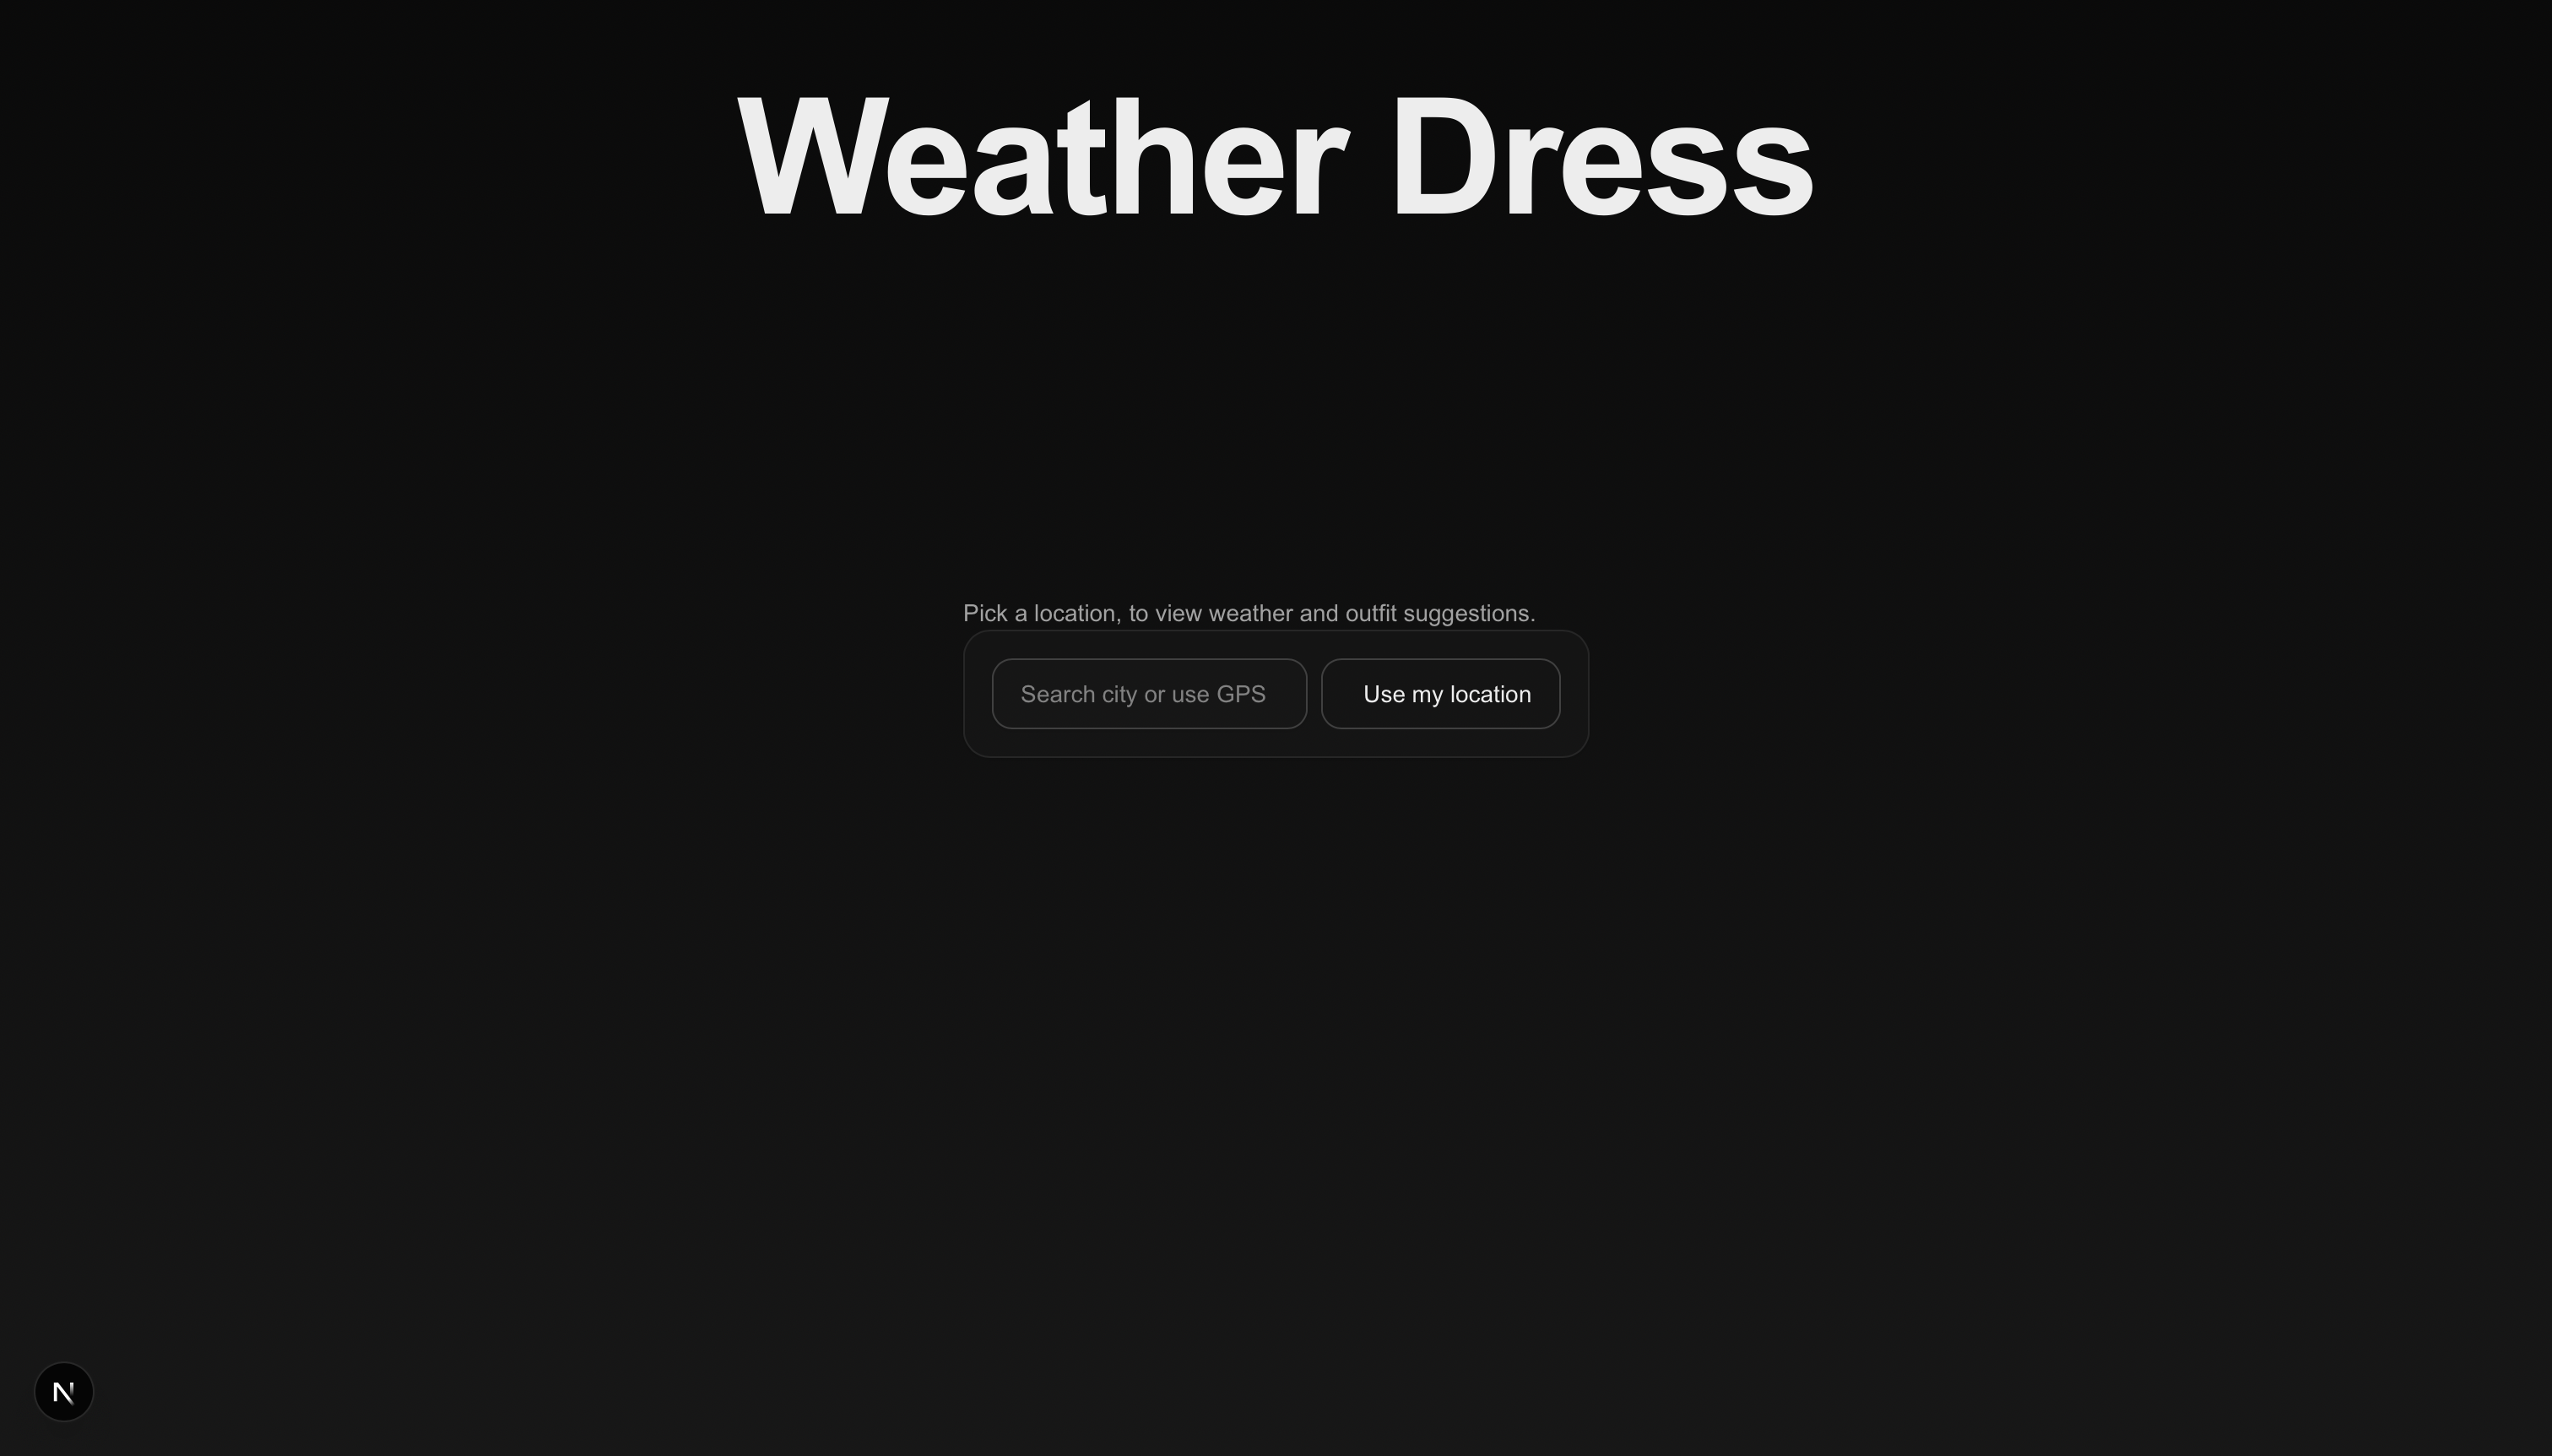 Weather Dress
Pick a location, to view weather and outfit suggestions.
Search city or use GPS
Use my location
N